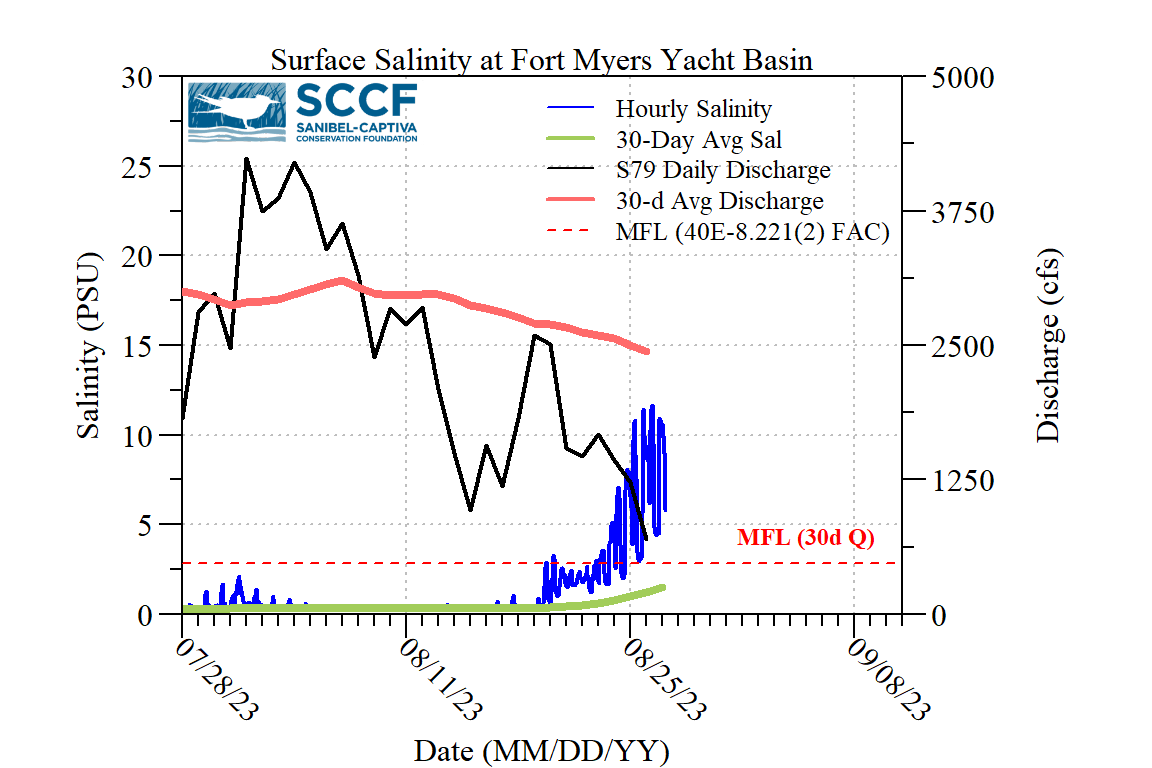 Surface Salinity at Fort Myers Yacht Basin
SCCF
SANIBEL-CAPTIVA
CONSERVATION FOUNDATION
Hourly Salinity
30-Day Avg Sal
S79 Daily Discharge
30-d Avg Discharge
MFL (40E-8.221(2) FAC)
30
25
20
15
10
5
0
Salinity (PSU)
5000
3750
2500
1250
0
Discharge (cfs)
MFL (30d Q)
07/28/23
08/11/23
08/25/23
09/08/23
Date (MM/DD/YY)